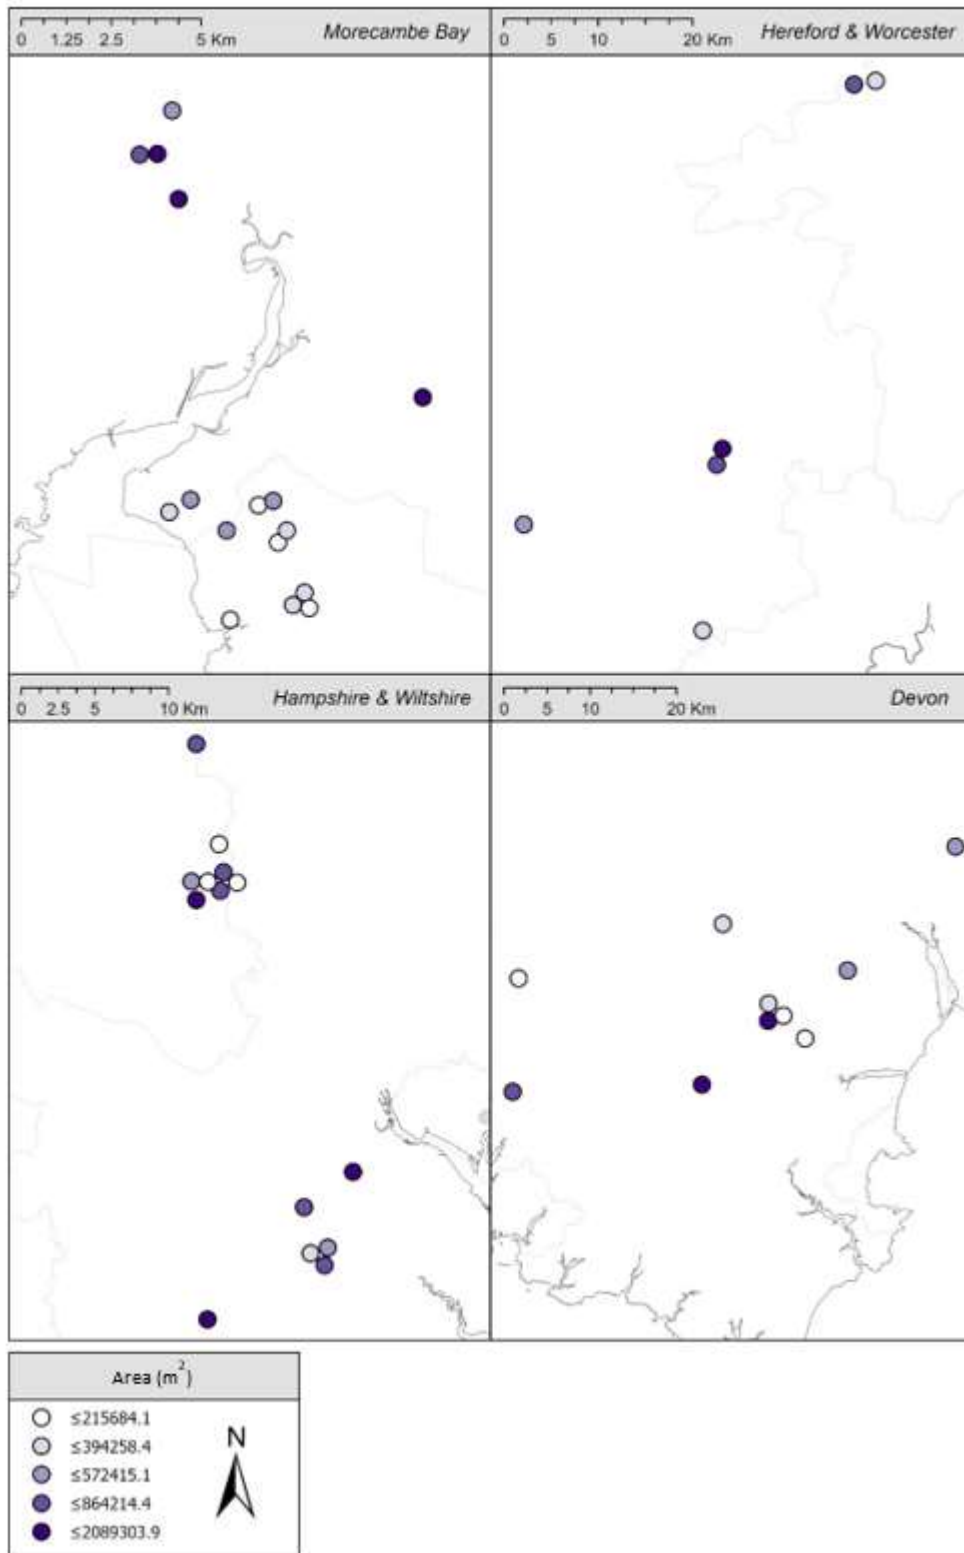 Morecambe Bay
0 1.25 2.5 5 Km
Hereford & Worcester
0 5 10 20 Km
Hampshire & Wiltshire
0 2.5 5 10 Km
Devon
0 5 10 20 Km
Area (m²)
≤215684.1
≤394258.4
≤572415.1
≤864214.4
≤2089303.9
N